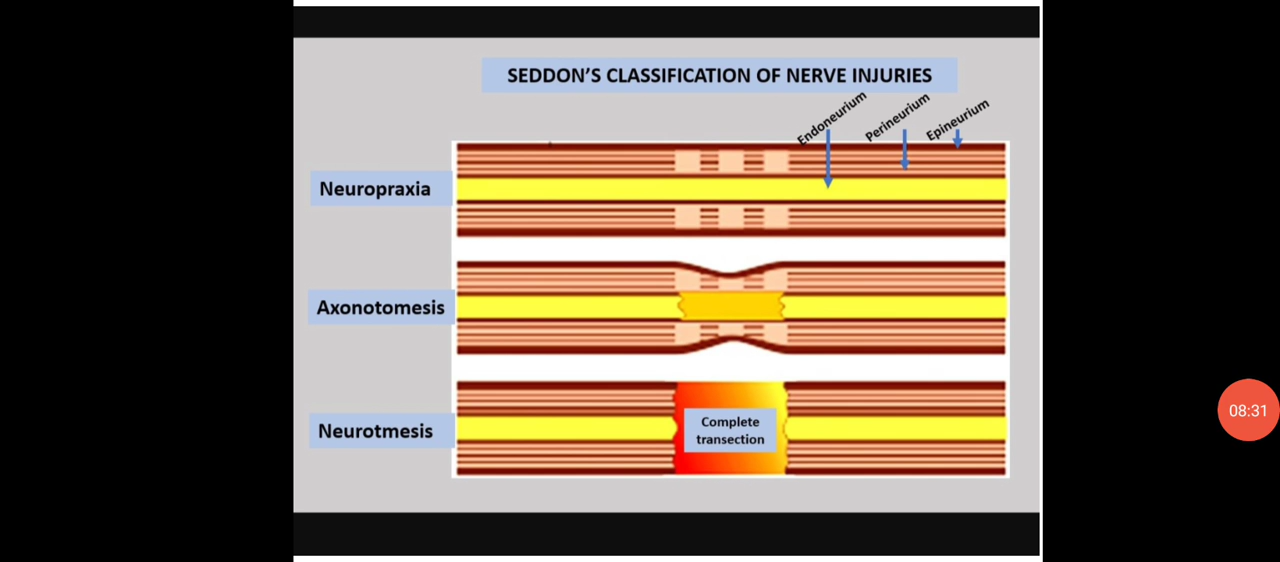 SEDDON'S CLASSIFICATION OF NERVE INJURIES
Endoneurium
Perineurium
Epineurium
Neuropraxia
Axonotomesis
Neurotmesis
Complete
transection
08:31